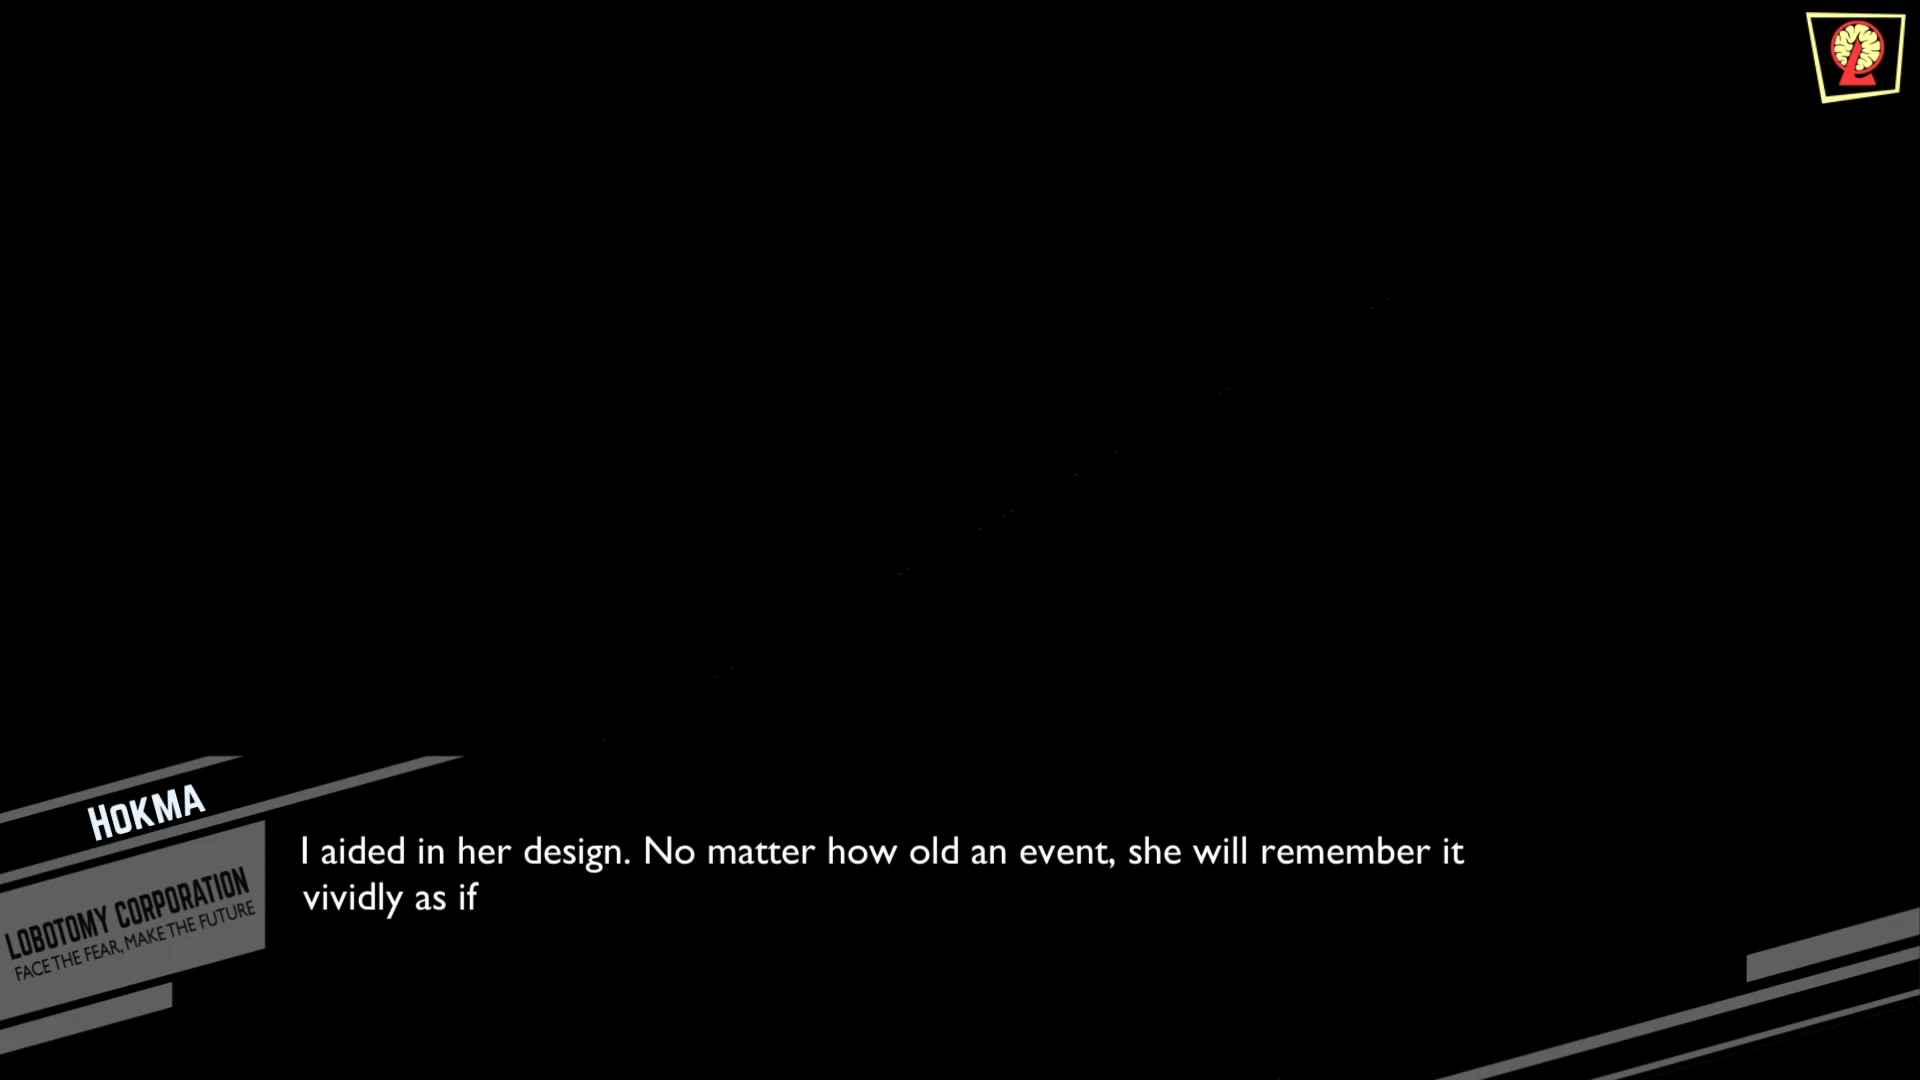 HOKMA
I aided in her design. No matter how old an event, she will remember it
vividly as if
LOBOTOMY CORPORATION
FACE THE FEAR, MAKE THE FUTURE